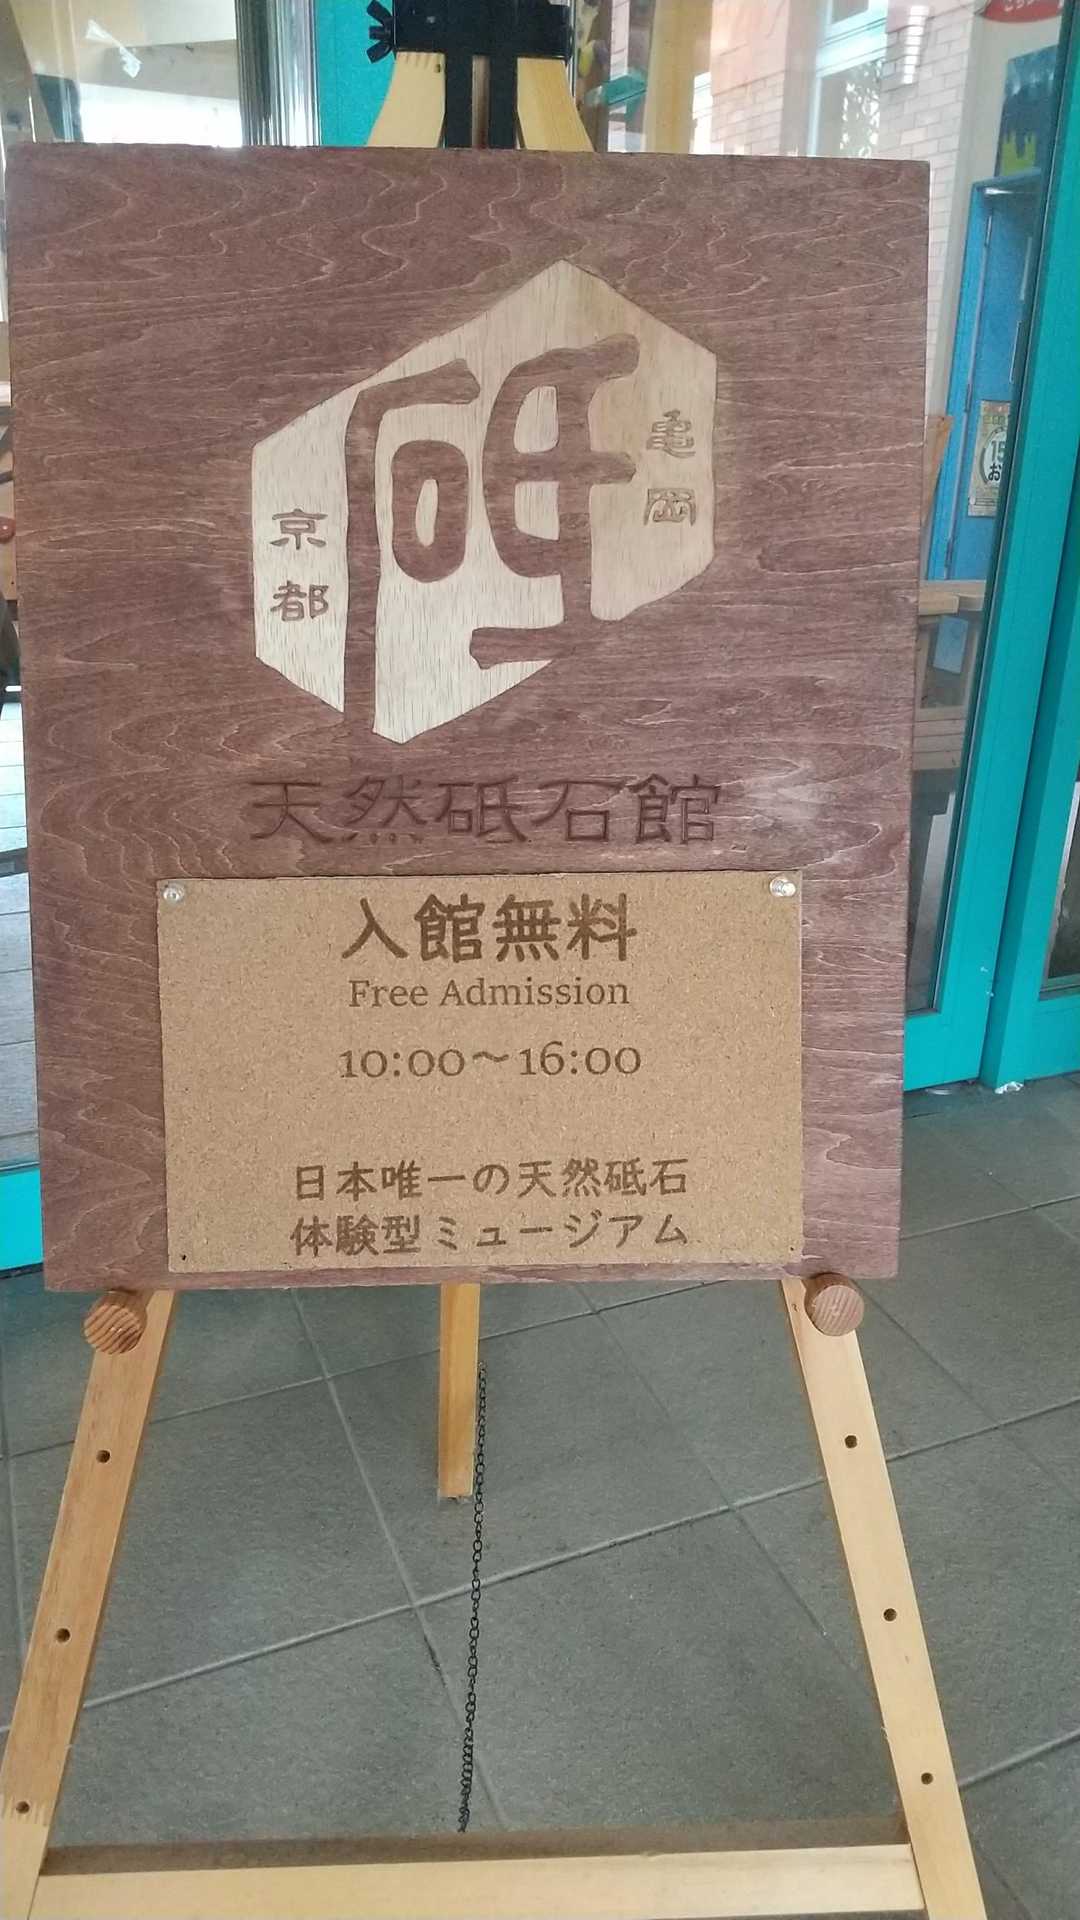 砥
亀岡
京都
天然砥石館
入館無料
Free Admission
10:00〜16:00
日本唯一の天然砥石
体験型ミュージアム